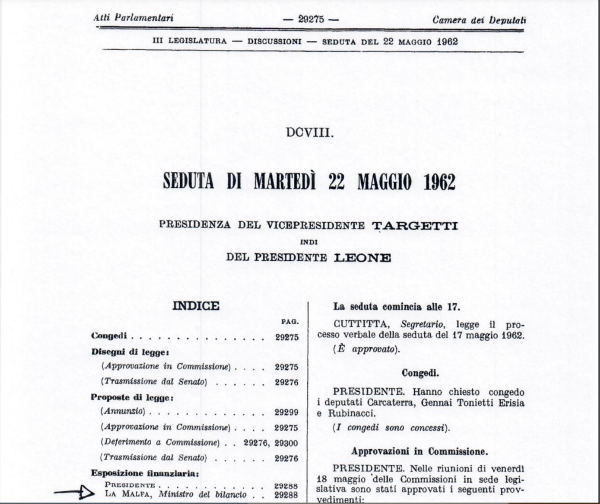 Atti Parlamentari — 29275 — Camera dei Deputati
III LEGISLATURA — DISCUSSIONI — SEDUTA DEL 22 MAGGIO 1962
DCVIII.
SEDUTA DI MARTEDÌ 22 MAGGIO 1962
PRESIDENZA DEL VICEPRESIDENTE TARGETTI
INDI
DEL PRESIDENTE LEONE
INDICE
PAG.
Congedi . . . . . . . . . . . . . . . 29275
Disegni di legge:
(Approvazione in Commissione) . . . . 29275
(Trasmissione dal Senato) . . . . . . 29276
Proposte di legge:
(Annunzio) . . . . . . . . . . . . . 29299
(Approvazione in Commissione) . . . . 29275
(Deferimento a Commissione) . . 29276, 29300
(Trasmissione dal Senato) . . . . . . 29276
Esposizione finanziaria:
PRESIDENTE . . . . . . . . . . . . 29288
LA MALFA, Ministro del bilancio . . . 29288
La seduta comincia alle 17.
CUTTITTA, Segretario, legge il pro-
cesso verbale della seduta del 17 maggio 1962.
(È approvato).
Congedi.
PRESIDENTE. Hanno chiesto congedo
i deputati Carcaterra, Gennai Tonietti Erisia
e Rubinacci.
(I congedi sono concessi).
Approvazioni in Commissione.
PRESIDENTE. Nelle riunioni di venerdì
18 maggio delle Commissioni in sede legi-
slativa sono stati approvati i seguenti prov-
vedimenti: